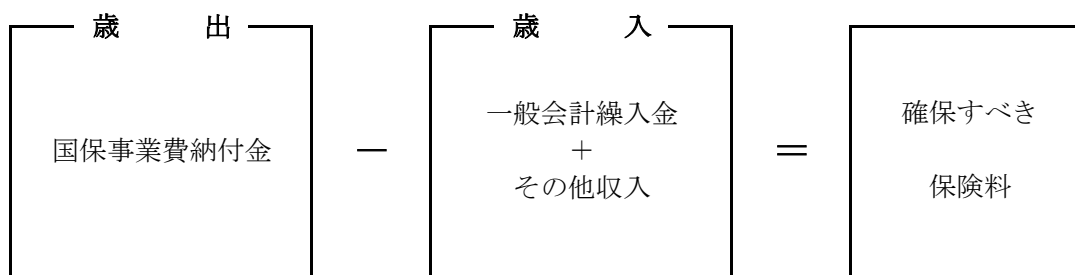 歳　出
国保事業費納付金
－
歳　入
一般会計繰入金
＋
その他収入
＝
確保すべき
保険料